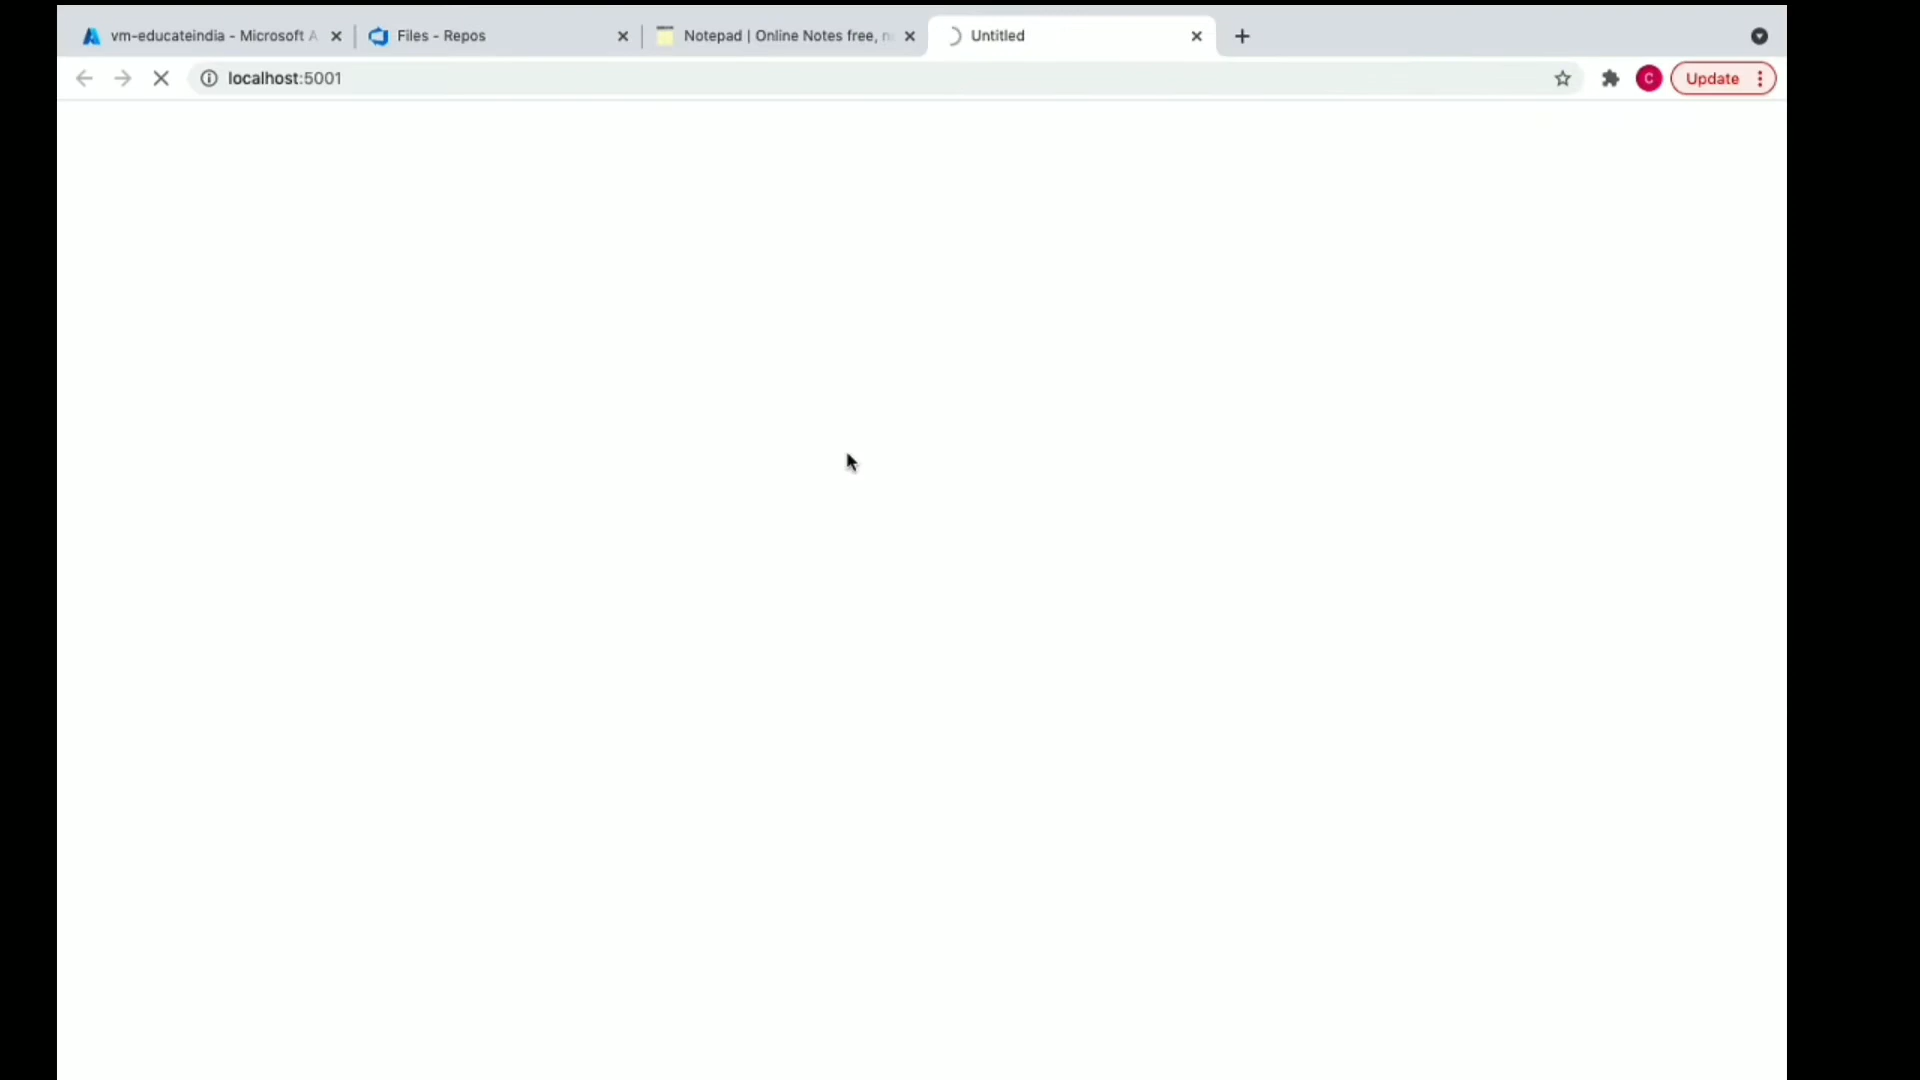 vm-educateindia - Microsoft A
Files - Repos
Notepad | Online Notes free, n
Untitled
localhost:5001
C
Update